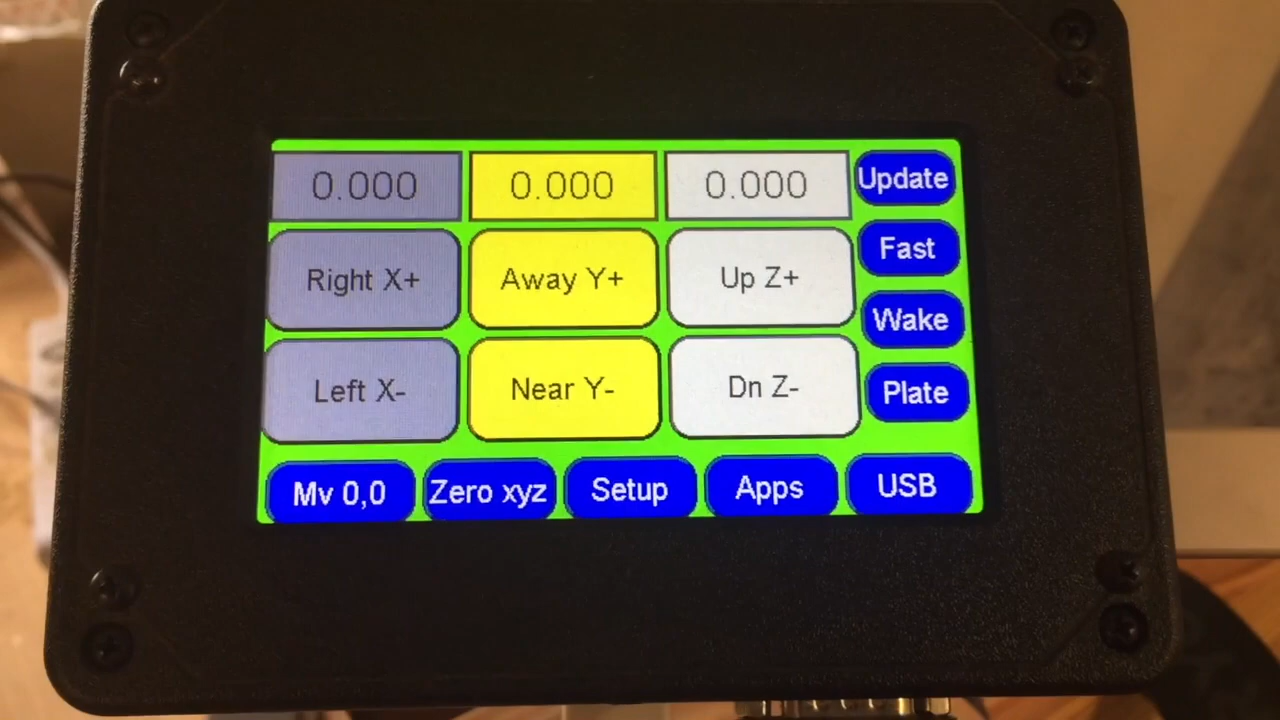 0.000 0.000 0.000 Update
Right X+ Away Y+ Up Z+ Fast
Wake
Left X- Near Y- Dn Z- Plate
Mv 0,0 Zero xyz Setup Apps USB